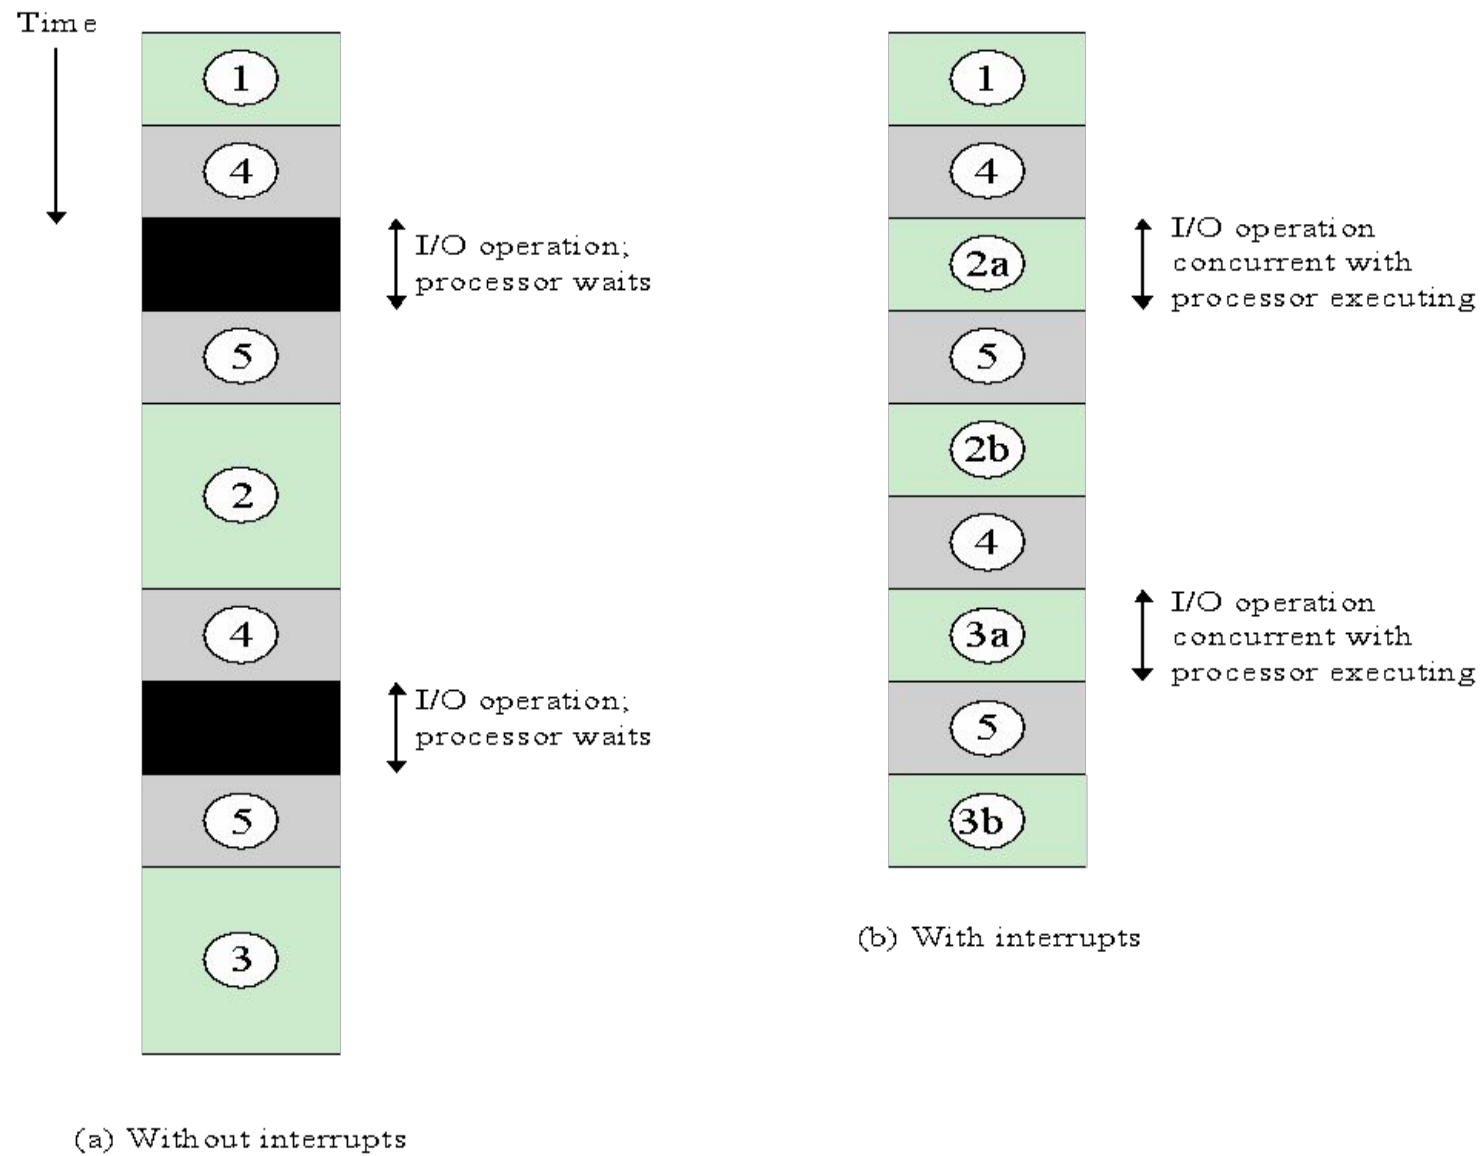 Time
1
4
I/O operation;
processor waits
5
2
4
I/O operation;
processor waits
5
3
(a) Without interrupts
1
4
2a
I/O operation
concurrent with
processor executing
5
2b
4
3a
I/O operation
concurrent with
processor executing
5
3b
(b) With interrupts